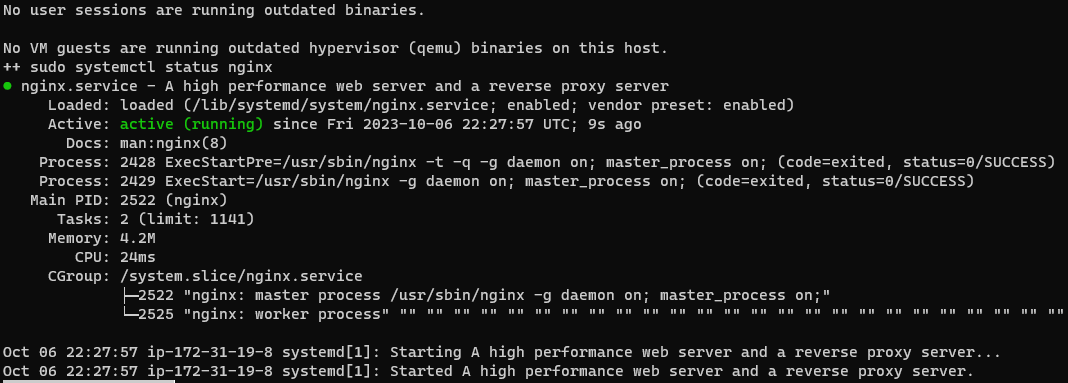 No user sessions are running outdated binaries.
No VM guests are running outdated hypervisor (qemu) binaries on this host.
++ sudo systemctl status nginx
● nginx.service - A high performance web server and a reverse proxy server
Loaded: loaded (/lib/systemd/system/nginx.service; enabled; vendor preset: enabled)
Active: active (running) since Fri 2023-10-06 22:27:57 UTC; 9s ago
Docs: man:nginx(8)
Process: 2428 ExecStartPre=/usr/sbin/nginx -t -q -g daemon on; master_process on; (code=exited, status=0/SUCCESS)
Process: 2429 ExecStart=/usr/sbin/nginx -g daemon on; master_process on; (code=exited, status=0/SUCCESS)
Main PID: 2522 (nginx)
Tasks: 2 (limit: 1141)
Memory: 4.2M
CPU: 24ms
CGroup: /system.slice/nginx.service
├─2522 "nginx: master process /usr/sbin/nginx -g daemon on; master_process on;"
└─2525 "nginx: worker process" "" "" "" "" "" "" "" "" "" "" "" "" "" "" "" "" "" "" "" "" "" "" "" "" ""
Oct 06 22:27:57 ip-172-31-19-8 systemd[1]: Starting A high performance web server and a reverse proxy server...
Oct 06 22:27:57 ip-172-31-19-8 systemd[1]: Started A high performance web server and a reverse proxy server.